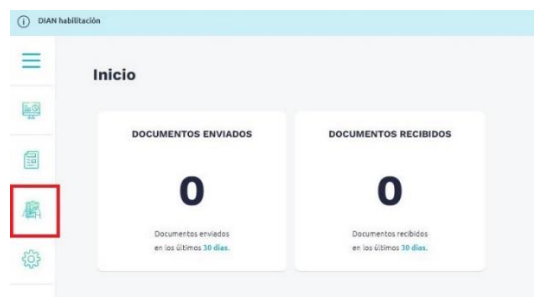 DIAN habilitación
Inicio
DOCUMENTOS ENVIADOS
0
Documentos enviados
en los últimos 30 días.
DOCUMENTOS RECIBIDOS
0
Documentos recibidos
en los últimos 30 días.